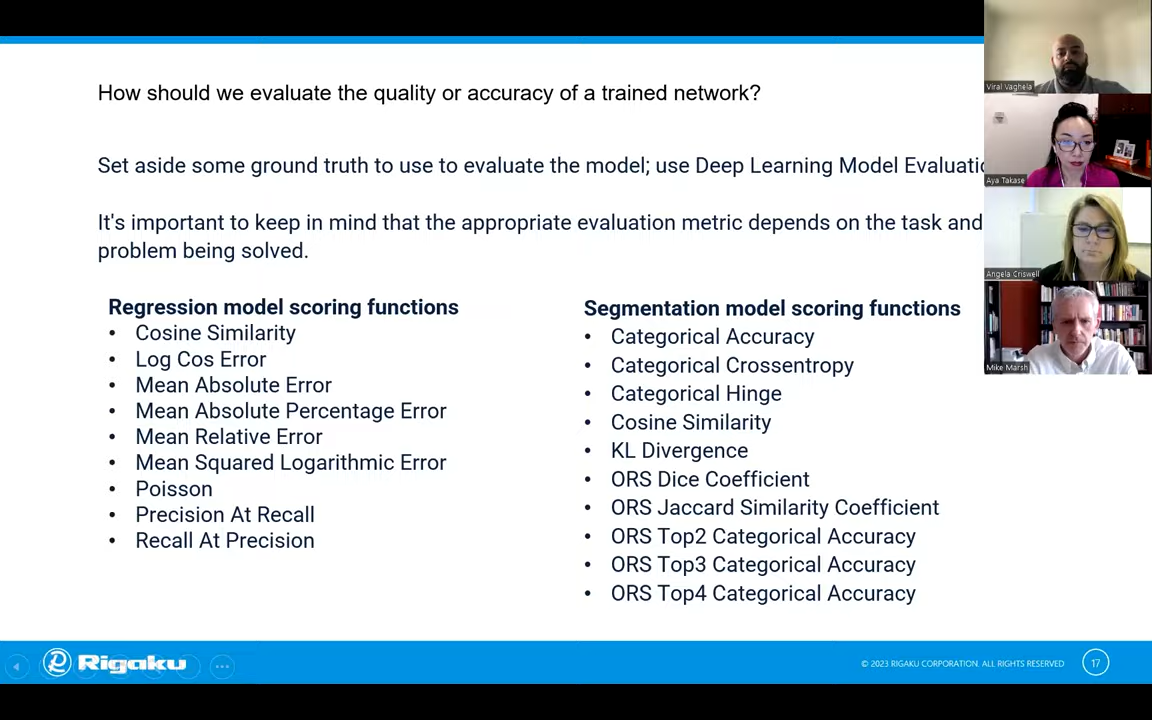 How should we evaluate the quality or accuracy of a trained network?
Set aside some ground truth to use to evaluate the model; use Deep Learning Model
It's important to keep in mind that the appropriate evaluation metric depends on the task and
problem being solved.
Regression model scoring functions
• Cosine Similarity
• Log Cos Error
• Mean Absolute Error
• Mean Absolute Percentage Error
• Mean Relative Error
• Mean Squared Logarithmic Error
• Poisson
• Precision At Recall
• Recall At Precision
Segmentation model scoring functions
• Categorical Accuracy
• Categorical Crossentropy
• Categorical Hinge
• Cosine Similarity
• KL Divergence
• ORS Dice Coefficient
• ORS Jaccard Similarity Coefficient
• ORS Top2 Categorical Accuracy
• ORS Top3 Categorical Accuracy
• ORS Top4 Categorical Accuracy
Viral Vaghela
Aya Takase
Angela Criswell
Mike Marsh
Rigaku
© 2023 RIGAKU CORPORATION. ALL RIGHTS RESERVED
17